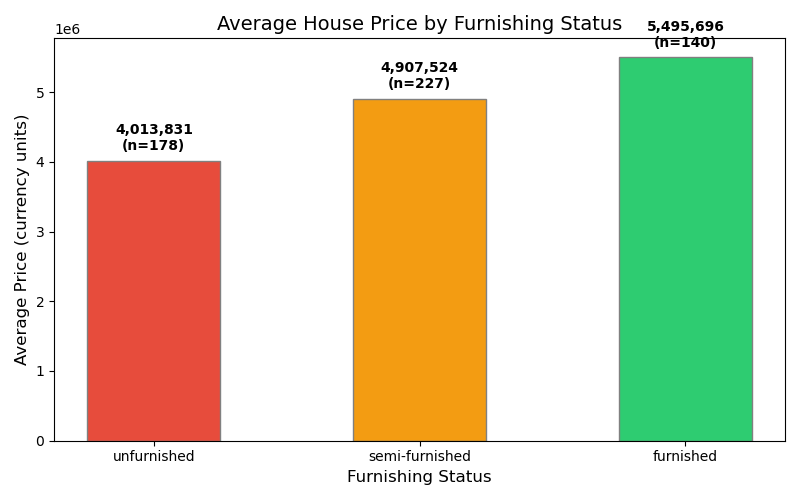 Average House Price by Furnishing Status
1e6
5,495,696
(n=140)
4,907,524
(n=227)
4,013,831
(n=178)
5
4
3
2
1
0
Average Price (currency units)
unfurnished
semi-furnished
furnished
Furnishing Status